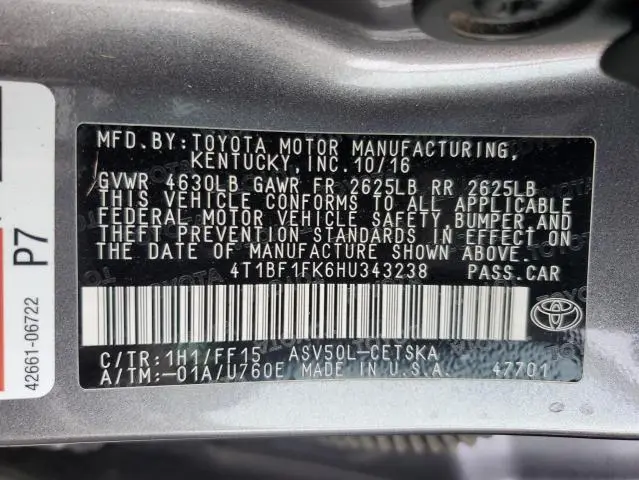 MFD.BY:TOYOTA MOTOR MANUFACTURING,
KENTUCKY, INC.10/16
GVWR 4630LB GAWR FR 2625LB RR 2625LB
THIS VEHICLE CONFORMS TO ALL APPLICABLE
FEDERAL MOTOR VEHICLE SAFETY, BUMPER AND
THEFT PREVENTION STANDARDS IN EFFECT ON
THE DATE OF MANUFACTURE SHOWN ABOVE.
4T1BF1FK6HU343238 PASS.CAR
C/TR:1H1/FF15 ASV50L-CETSKA
A/TM:-01A/U760E MADE IN U.S.A. 47701
P7
42661-06722